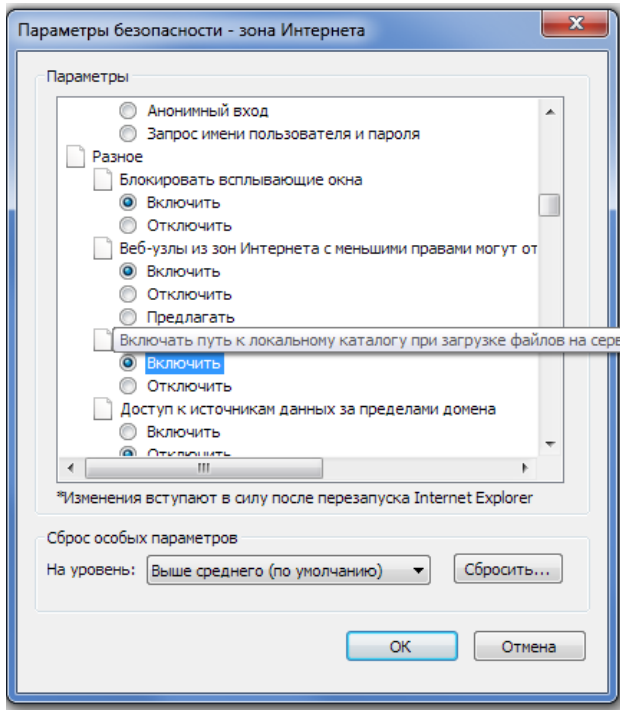 Параметры безопасности - зона Интернета
Параметры
Анонимный вход
Запрос имени пользователя и пароля
Разное
Блокировать всплывающие окна
Включить
Отключить
Веб-узлы из зон Интернета с меньшими правами могут от
Включить
Отключить
Предлагать
Включать путь к локальному каталогу при загрузке файлов на серв
Включить
Отключить
Доступ к источникам данных за пределами домена
Включить
Отключить
*Изменения вступают в силу после перезапуска Internet Explorer
Сброс особых параметров
На уровень: Выше среднего (по умолчанию) Сбросить...
ОК Отмена